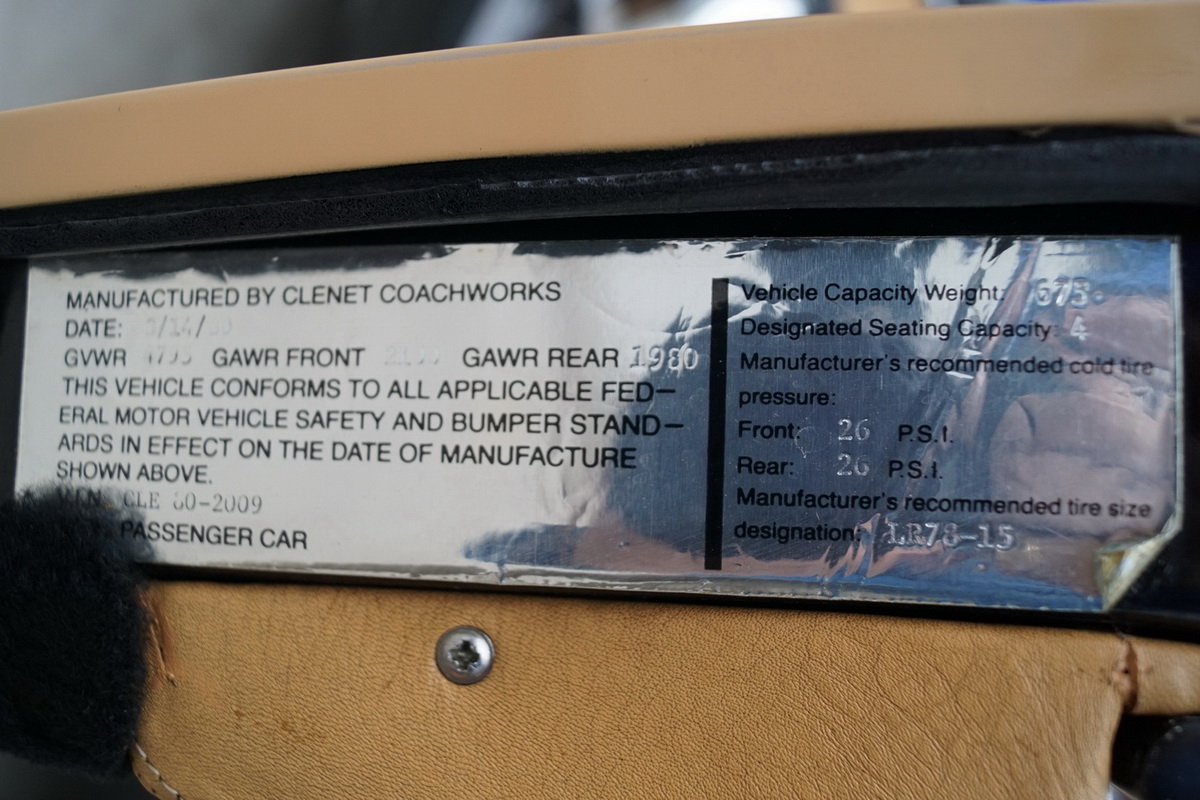 MANUFACTURED BY CLENET COACHWORKS
DATE:
GVWR GAWR FRONT GAWR REAR 1980
THIS VEHICLE CONFORMS TO ALL APPLICABLE FED-
ERAL MOTOR VEHICLE SAFETY AND BUMPER STAND-
ARDS IN EFFECT ON THE DATE OF MANUFACTURE
SHOWN ABOVE.
CLE 80-2009
PASSENGER CAR
Vehicle Capacity Weight: 675
Designated Seating Capacity: 4
Manufacturer's recommended cold tire
pressure:
Front: 26 P.S.I.
Rear: 26 P.S.I.
Manufacturer's recommended tire size
designation: LR78-15